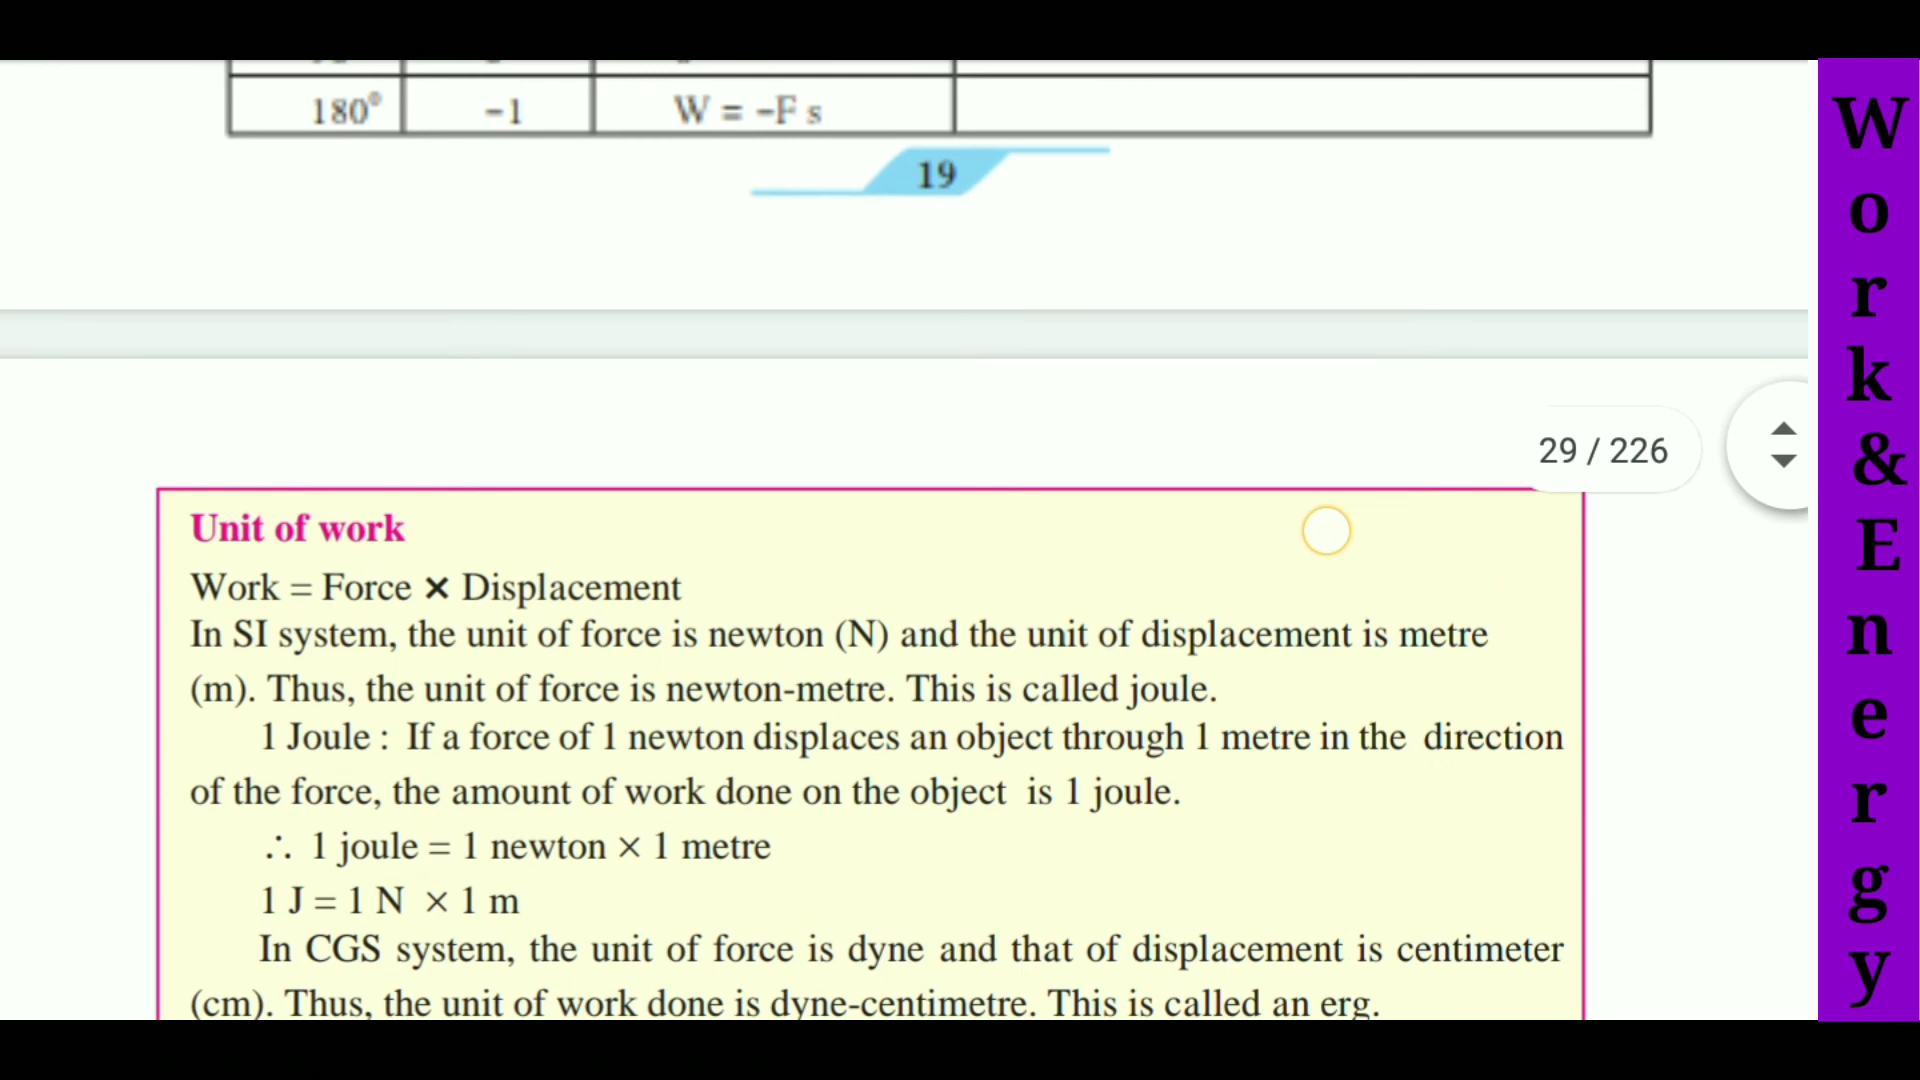 180° -1 W = -F s
19
29 / 226
Unit of work
Work = Force × Displacement
In SI system, the unit of force is newton (N) and the unit of displacement is metre
(m). Thus, the unit of force is newton-metre. This is called joule.
1 Joule : If a force of 1 newton displaces an object through 1 metre in the direction
of the force, the amount of work done on the object is 1 joule.
∴ 1 joule = 1 newton × 1 metre
1 J = 1 N × 1 m
In CGS system, the unit of force is dyne and that of displacement is centimeter
(cm). Thus, the unit of work done is dyne-centimetre. This is called an erg.
Work & Energy